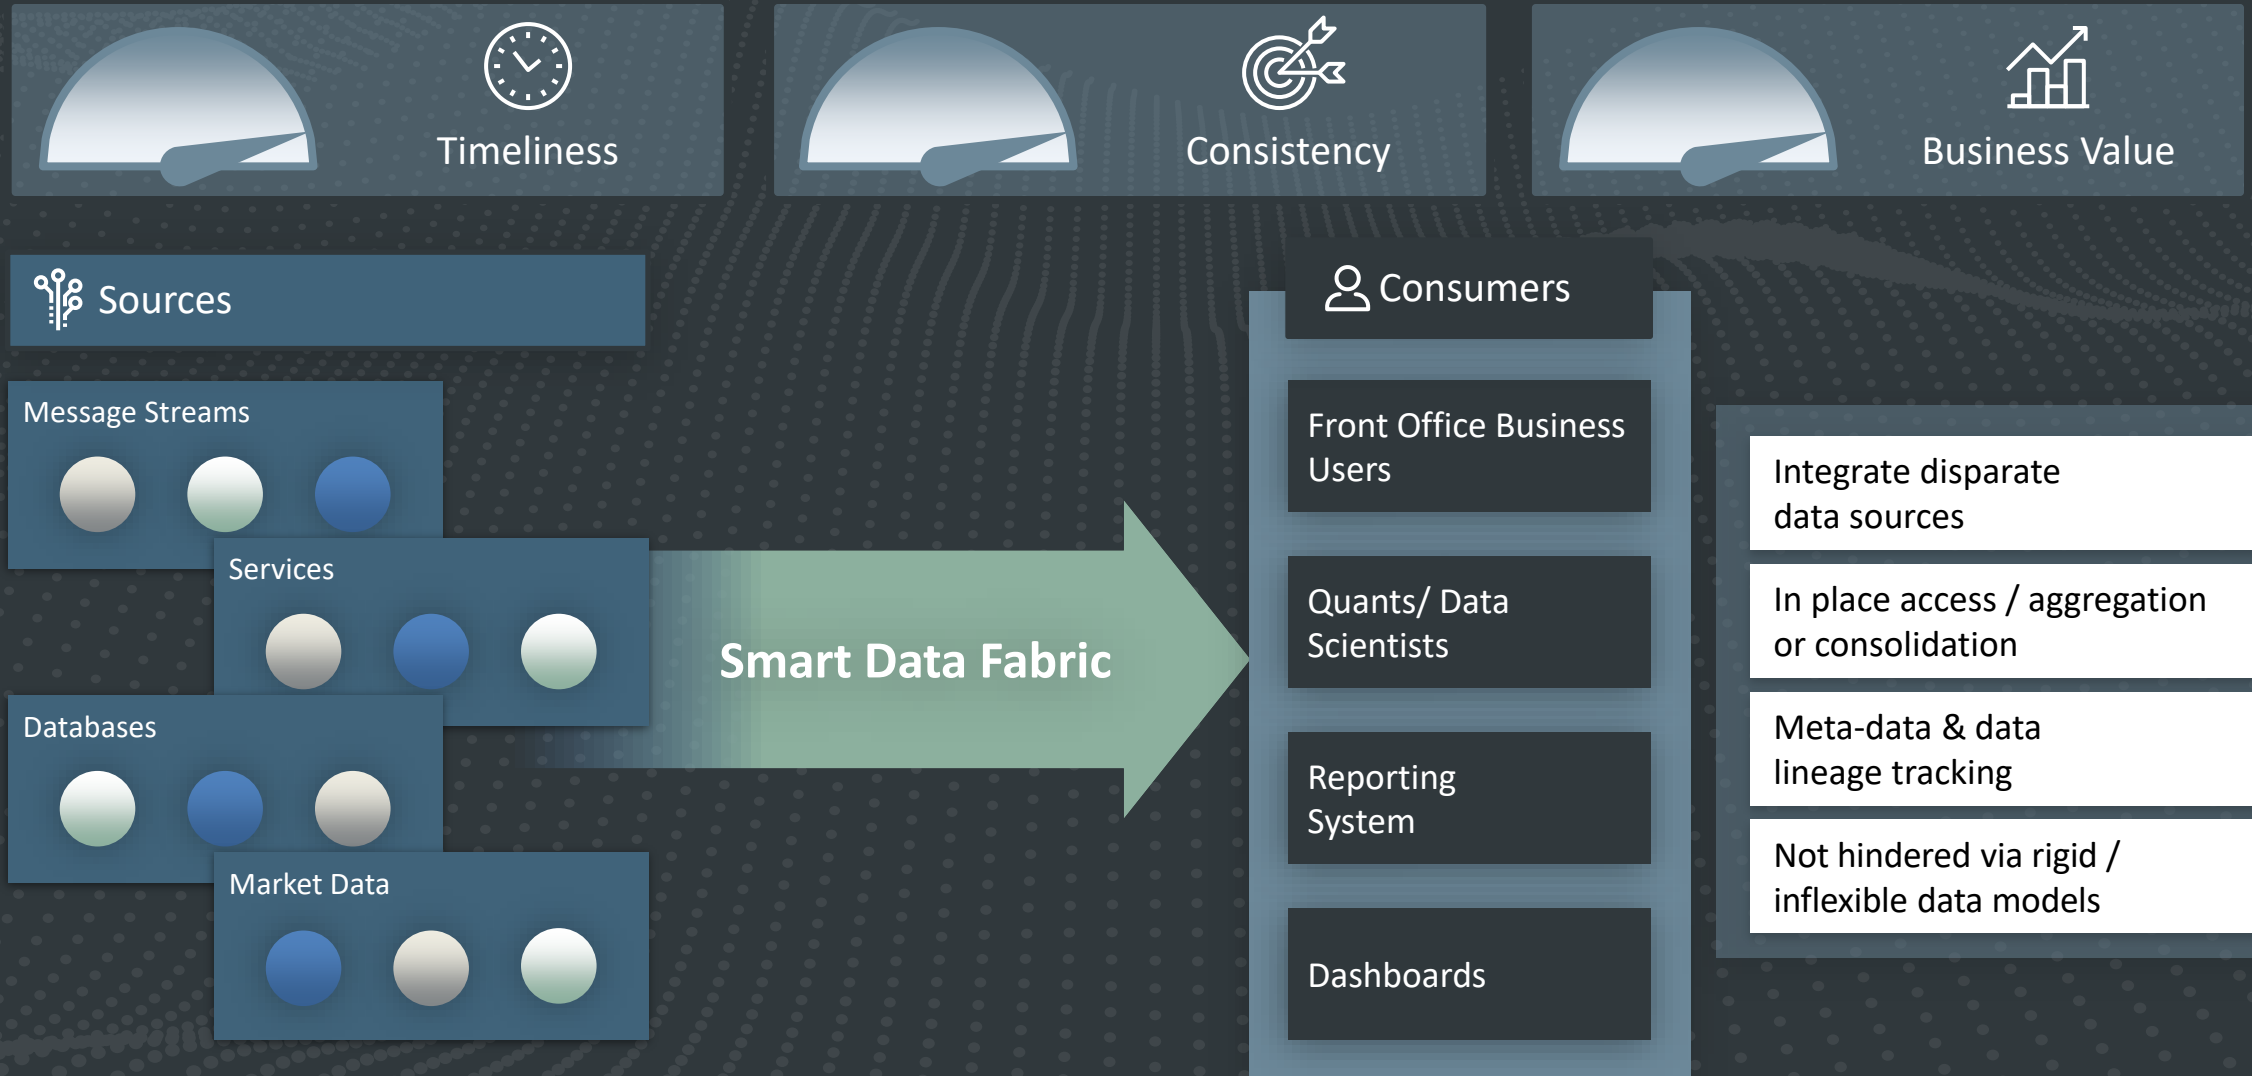 Timeliness
Consistency
Business Value
Sources
Message Streams
Services
Databases
Market Data
Smart Data Fabric
Consumers
Front Office Business
Users
Quants/ Data
Scientists
Reporting
System
Dashboards
Integrate disparate
data sources
In place access / aggregation
or consolidation
Meta-data & data
lineage tracking
Not hindered via rigid /
inflexible data models